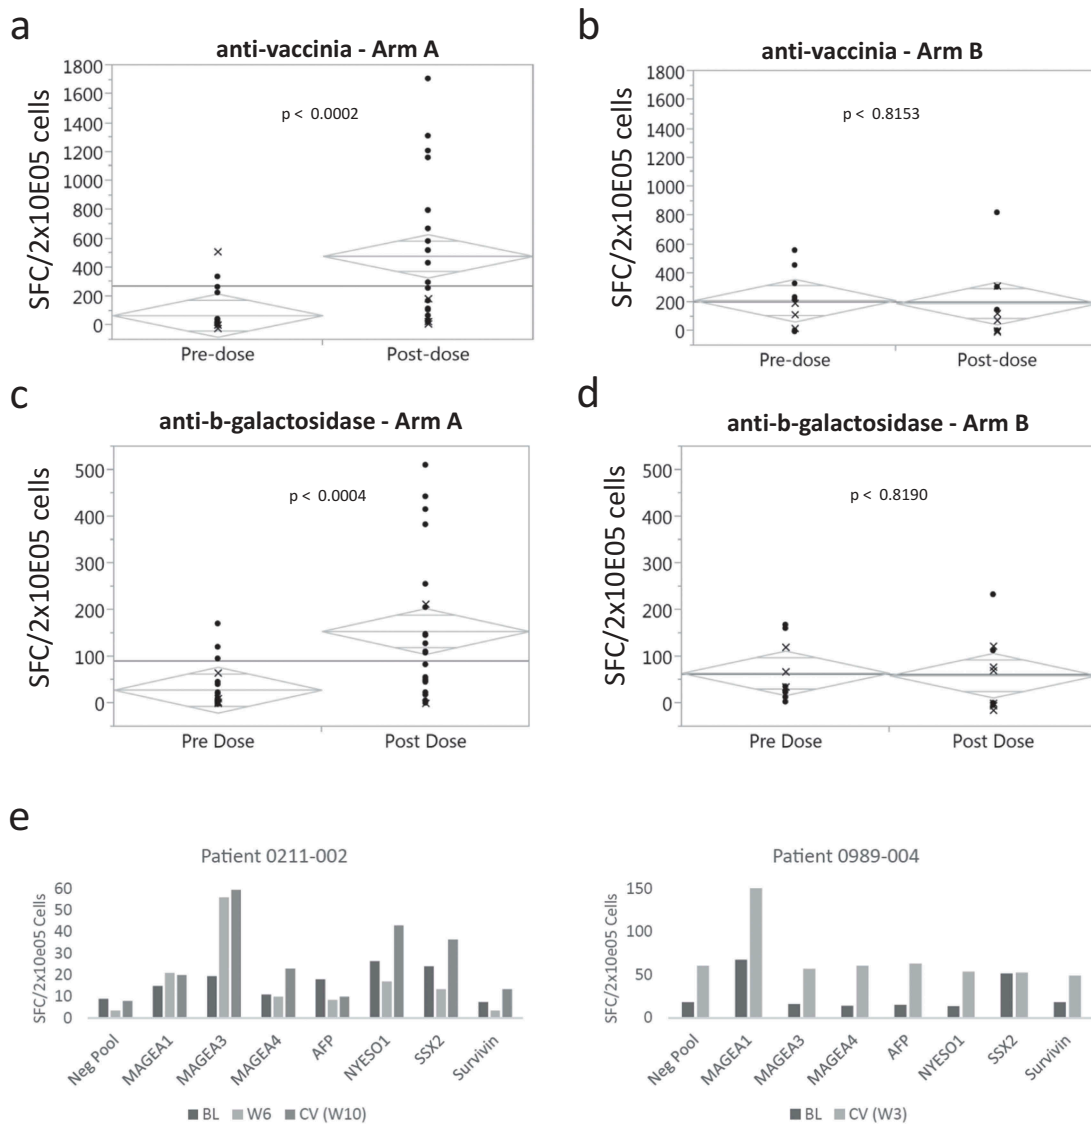 a
anti-vaccinia - Arm A
SFC/2x10E05 cells
1800
1600
1400
1200
1000
800
600
400
200
0
p < 0.0002
Pre-dose
Post-dose
b
anti-vaccinia - Arm B
SFC/2x10E05 cells
1800
1600
1400
1200
1000
800
600
400
200
0
p < 0.8153
Pre-dose
Post-dose
c
anti-b-galactosidase - Arm A
SFC/2x10E05 cells
500
400
300
200
100
0
p < 0.0004
Pre Dose
Post Dose
d
anti-b-galactosidase - Arm B
SFC/2x10E05 cells
500
400
300
200
100
0
p < 0.8190
Pre Dose
Post Dose
e
Patient 0211-002
SFC/2x10e05 Cells
60
50
40
30
20
10
0
Neg Pool
MAGEA1
MAGEA3
MAGEA4
AFP
NYESO1
SSX2
Survivin
BL W6 CV (W10)
Patient 0989-004
SFC/2x10e05 Cells
150
100
50
0
Neg Pool
MAGEA1
MAGEA3
MAGEA4
AFP
NYESO1
SSX2
Survivin
BL CV (W3)